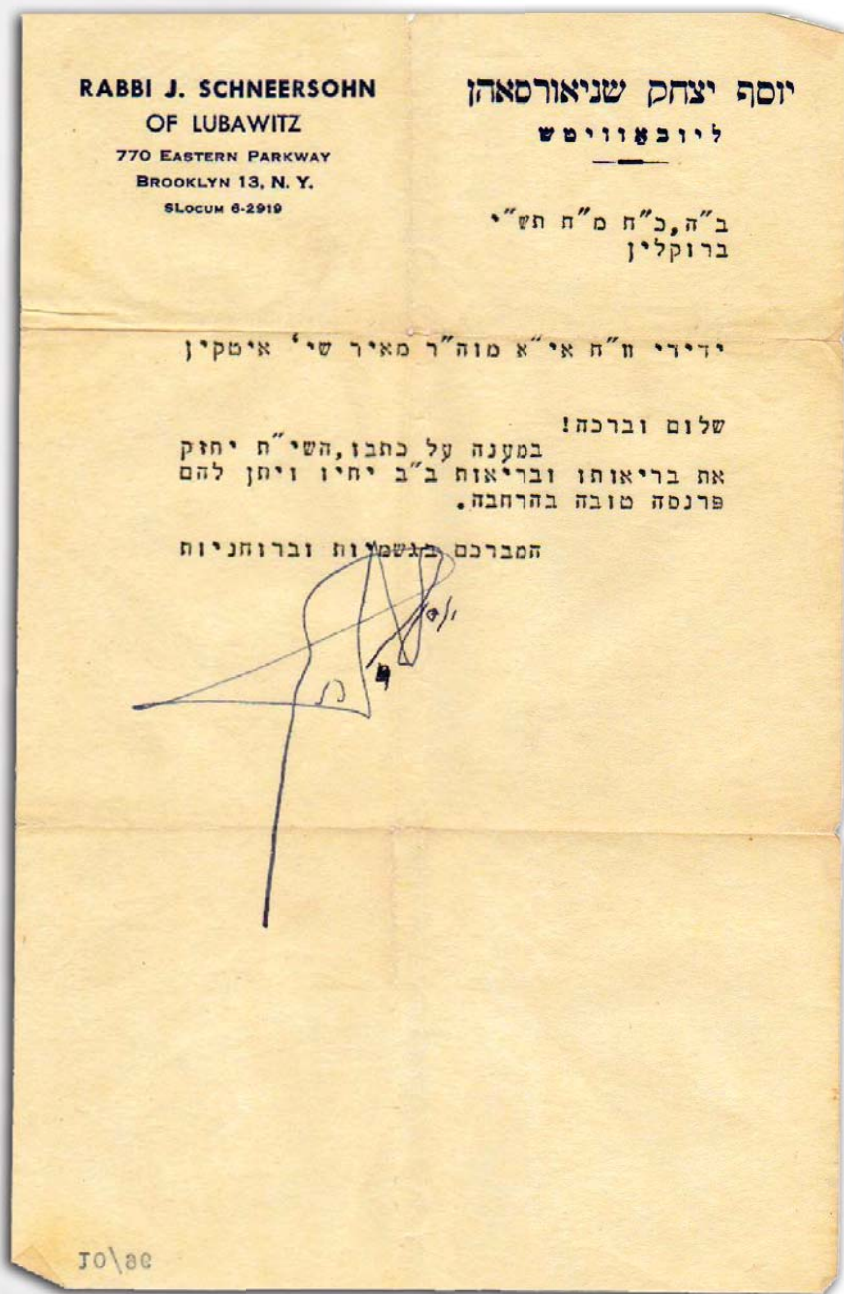 RABBI J. SCHNEERSOHN
OF LUBAWITZ
770 EASTERN PARKWAY
BROOKLYN 13, N. Y.
SLOCUM 6-2919
יוסף יצחק שניאורסאהן
ליובאוויטש
ב"ה, כ"ח מ"ח תש"י
ברוקלין
ידידי וו"ח אי"א מוה"ר מאיר שי' איטקין
שלום וברכה!
במענה על כתבו, השי"ת יחזק
את בריאותו ובריאות ב"ב יחיו ויתן להם
פרנסה טובה בהרחבה.
המברכם בגשמיות וברוחניות